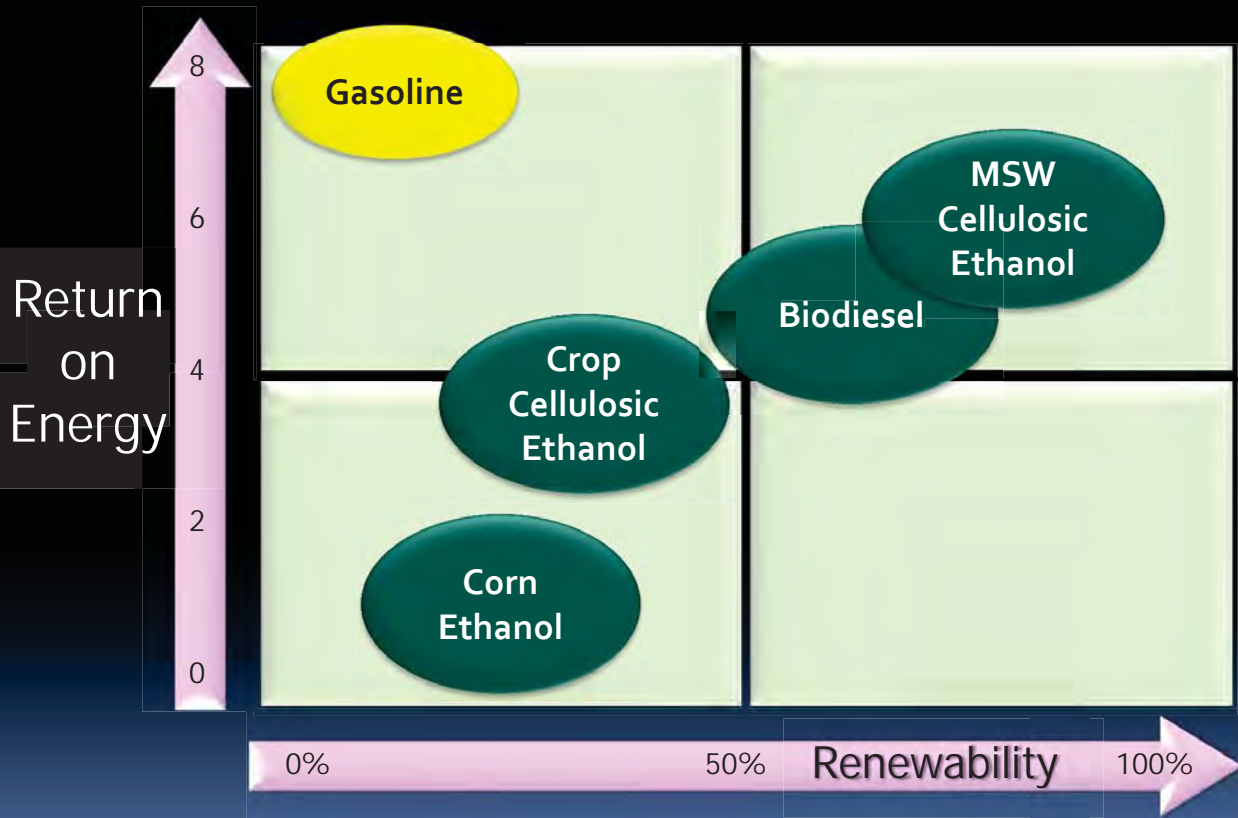 8
Gasoline
MSW
Cellulosic
Ethanol
6
Return
on
Energy
Biodiesel
4
Crop
Cellulosic
Ethanol
2
Corn
Ethanol
0
0%
50%
Renewability
100%